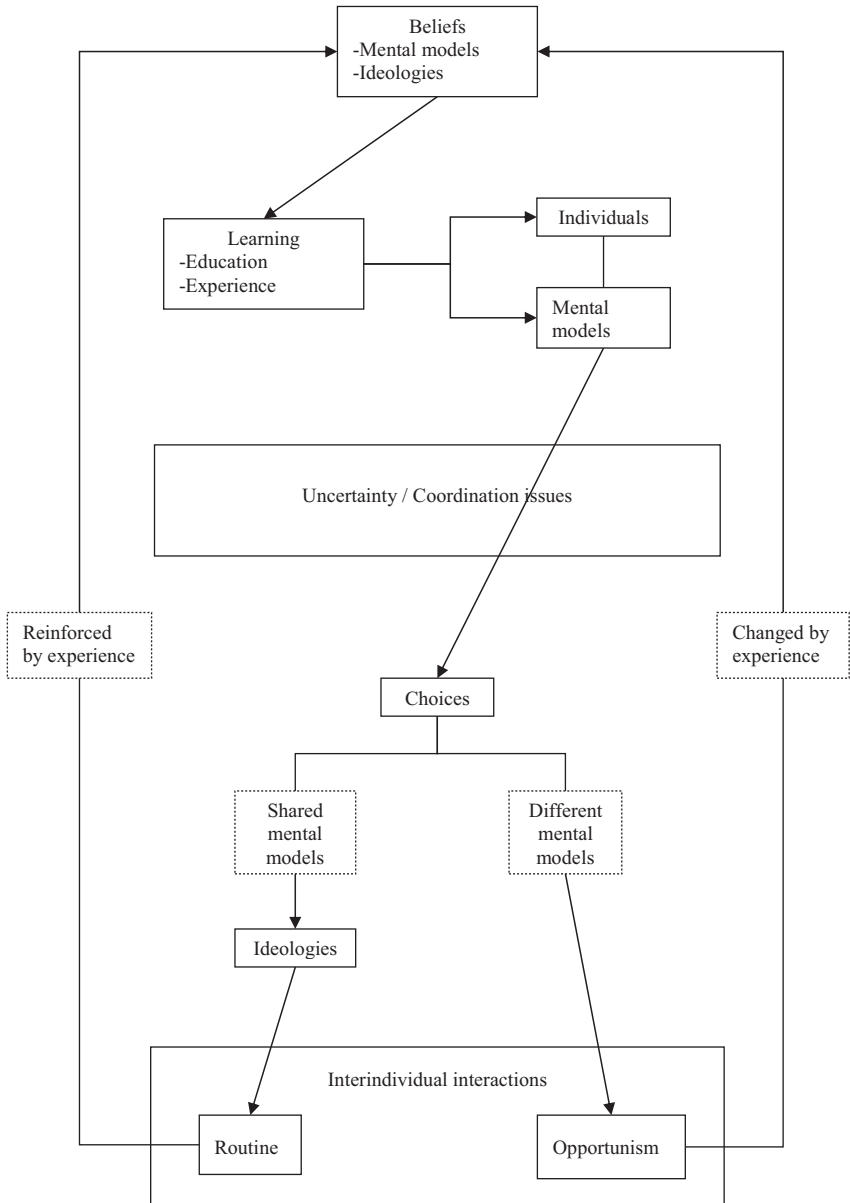 Beliefs
-Mental models
-Ideologies
Individuals
Learning
-Education
-Experience
Mental
models
Uncertainty / Coordination issues
Reinforced
by experience
Changed by
experience
Choices
Shared
mental
models
Different
mental
models
Ideologies
Interindividual interactions
Routine
Opportunism